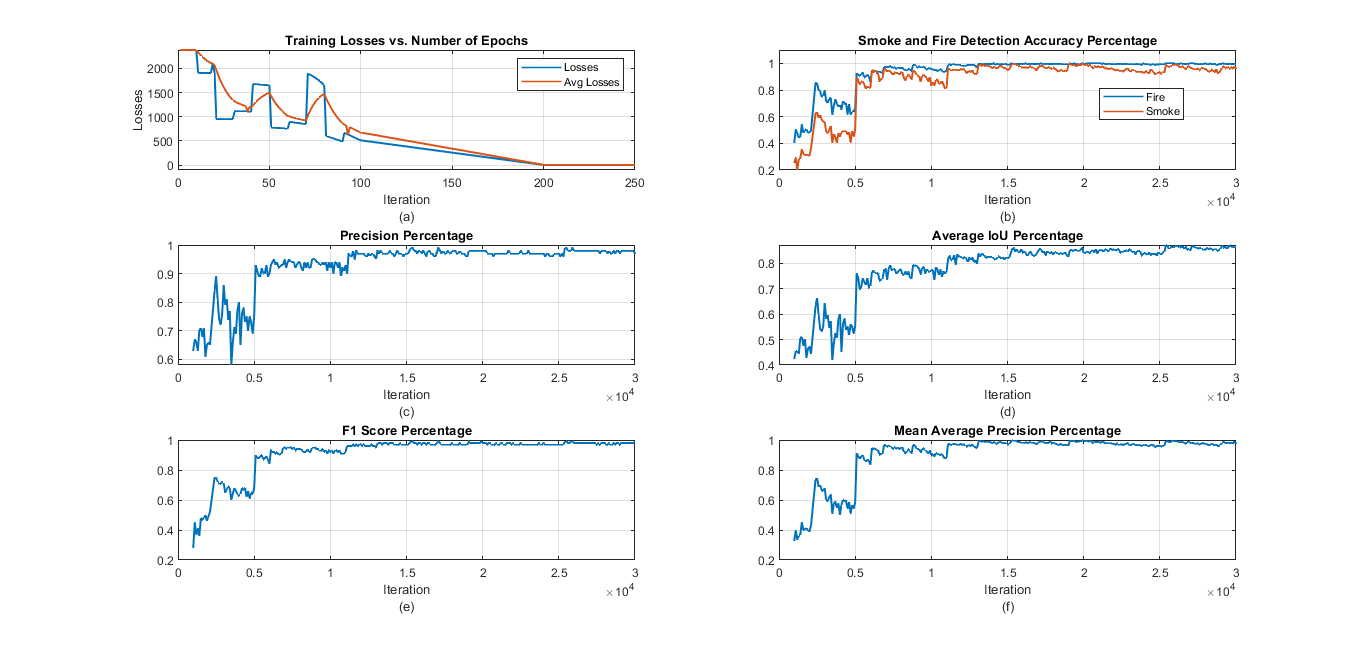 Training Losses vs. Number of Epochs
Losses
2000
1500
1000
500
0
Losses
Avg Losses
0 50 100 150 200 250
Iteration
(a)
Smoke and Fire Detection Accuracy Percentage
1
0.8
0.6
0.4
0.2
Fire
Smoke
0 0.5 1 1.5 2 2.5 3
Iteration
×10^4
(b)
Precision Percentage
1
0.9
0.8
0.7
0.6
0 0.5 1 1.5 2 2.5 3
Iteration
×10^4
(c)
Average IoU Percentage
0.8
0.7
0.6
0.5
0.4
0 0.5 1 1.5 2 2.5 3
Iteration
×10^4
(d)
F1 Score Percentage
1
0.8
0.6
0.4
0.2
0 0.5 1 1.5 2 2.5 3
Iteration
×10^4
(e)
Mean Average Precision Percentage
1
0.8
0.6
0.4
0.2
0 0.5 1 1.5 2 2.5 3
Iteration
×10^4
(f)